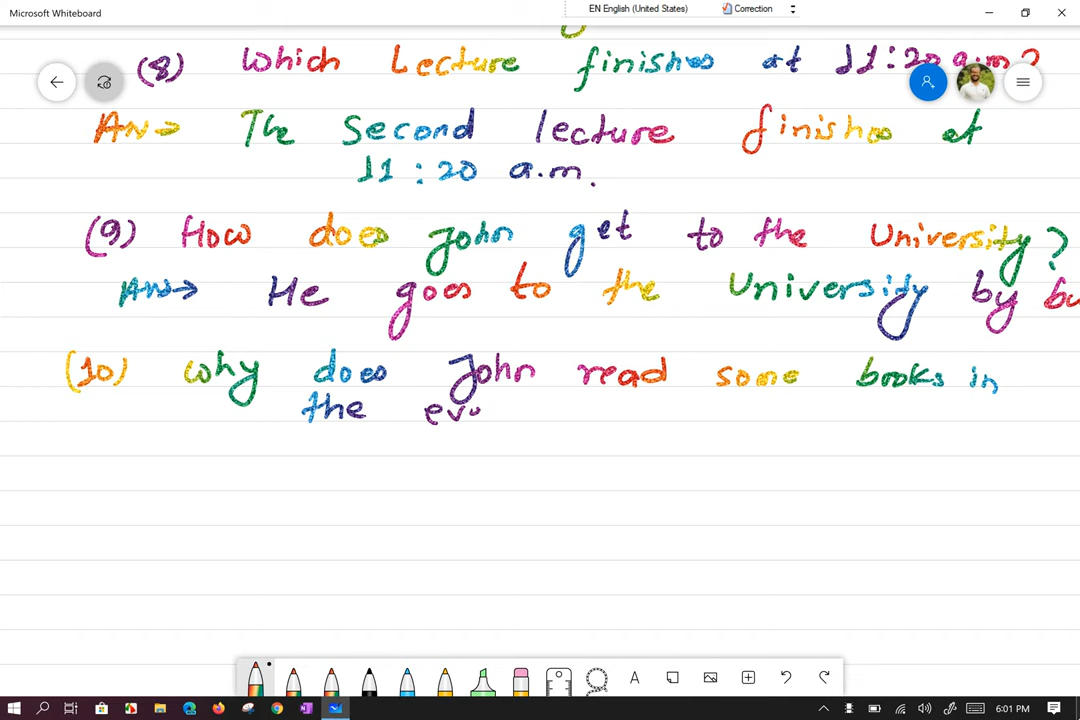 Microsoft Whiteboard
EN English (United States) Correction
(8) Which Lecture finishes at 11:20 a.m?
Ans⇒ The Second lecture finishes at
11:20 a.m.
(9) How does John get to the University?
Ans→ He goes to the University by bu
(10) why does John read some books in
the eve
A
6:01 PM